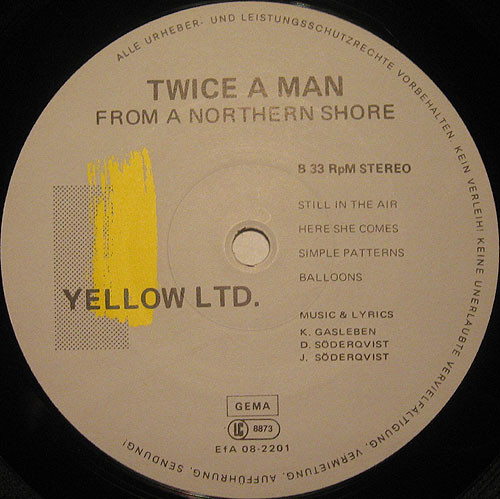 ALLE URHEBER- UND LEISTUNGSSCHUTZRECHTE VORBEHALTEN. KEIN VERLEIH! KEINE UNERLAUBTE VERVIELFÄLTIGUNG, VERMIETUNG, AUFFÜHRUNG, SENDUNG!
TWICE A MAN
FROM A NORTHERN SHORE
B 33 RpM STEREO
STILL IN THE AIR
HERE SHE COMES
SIMPLE PATTERNS
BALLOONS
YELLOW LTD.
MUSIC & LYRICS
K. GASLEBEN
D. SÖDERQVIST
J. SÖDERQVIST
GEMA
LC 8873
EfA 08-2201